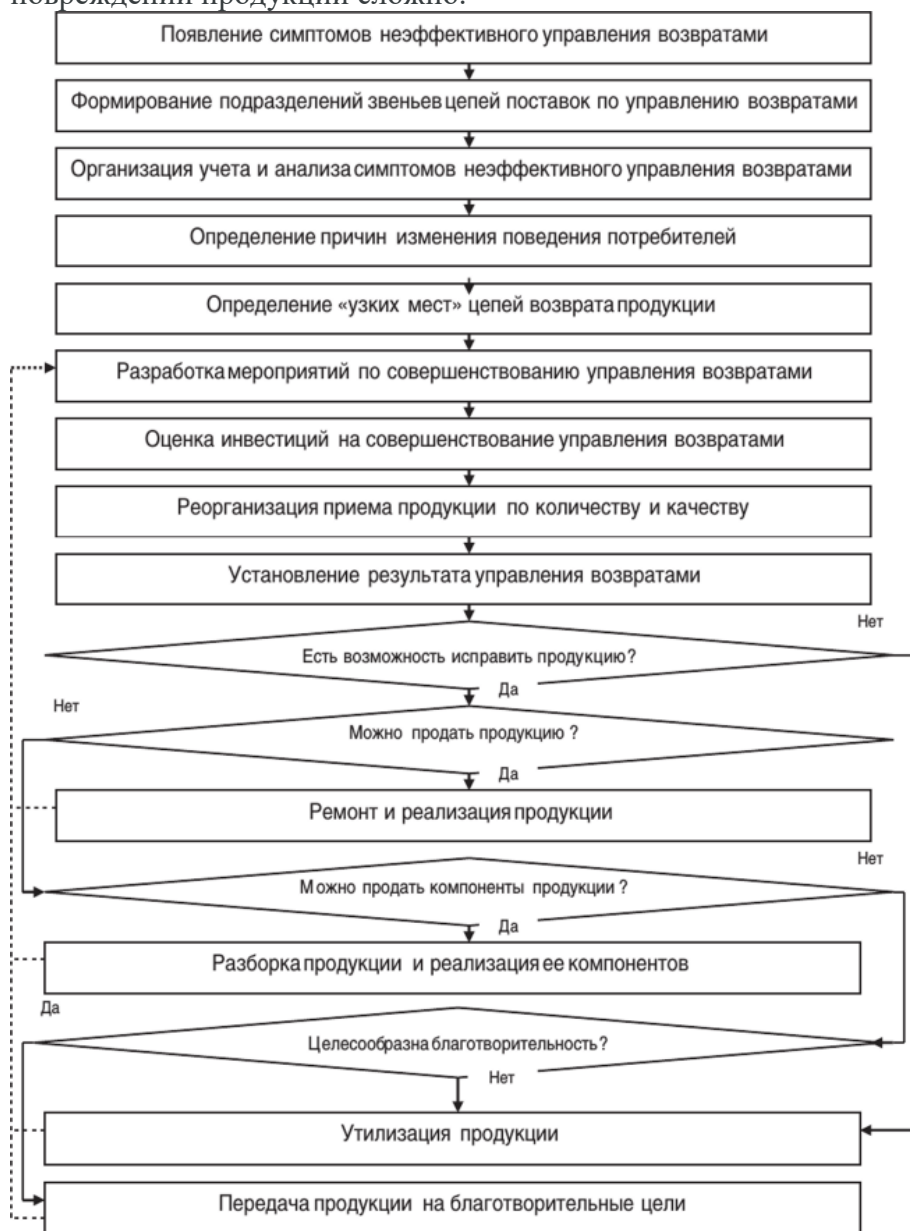 повреждений продукции сложно.
Появление симптомов неэффективного управления возвратами
Формирование подразделений звеньев цепей поставок по управлению возвратами
Организация учета и анализа симптомов неэффективного управления возвратами
Определение причин изменения поведения потребителей
Определение «узких мест» цепей возврата продукции
Разработка мероприятий по совершенствованию управления возвратами
Оценка инвестиций на совершенствование управления возвратами
Реорганизация приема продукции по количеству и качеству
Установление результата управления возвратами
Нет
Есть возможность исправить продукцию?
Да
Нет
Можно продать продукцию ?
Да
Ремонт и реализация продукции
Нет
Можно продать компоненты продукции ?
Да
Разборка продукции и реализация ее компонентов
Да
Целесообразна благотворительность?
Нет
Утилизация продукции
Передача продукции на благотворительные цели